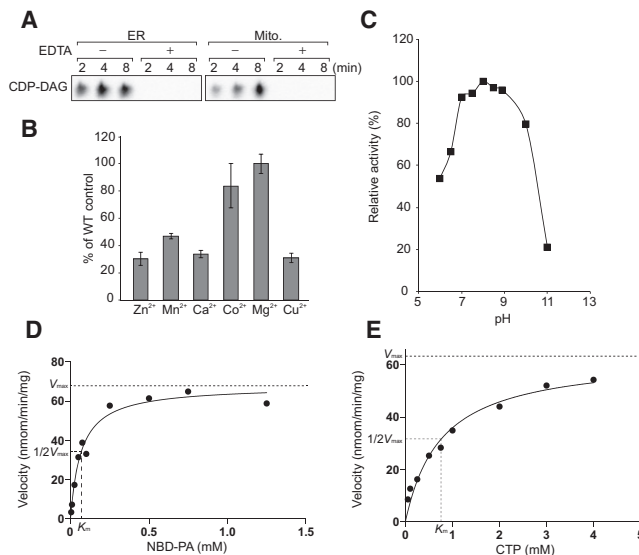 A
ER Mito.
EDTA − + − +
2 4 8 2 4 8 2 4 8 2 4 8 (min)
CDP-DAG
B
% of WT control
120
100
80
60
40
20
0
Zn²⁺ Mn²⁺ Ca²⁺ Co²⁺ Mg²⁺ Cu²⁺
C
Relative activity (%)
120
100
80
60
40
20
0
5 7 9 11 13
pH
D
Velocity (nmom/min/mg)
80
Vmax
60
40
1/2Vmax
20
0
0 Km 0.5 1.0 1.5
NBD-PA (mM)
E
Velocity (nmom/min/mg)
Vmax
60
40
1/2Vmax
20
0
0 Km 1 2 3 4 5
CTP (mM)